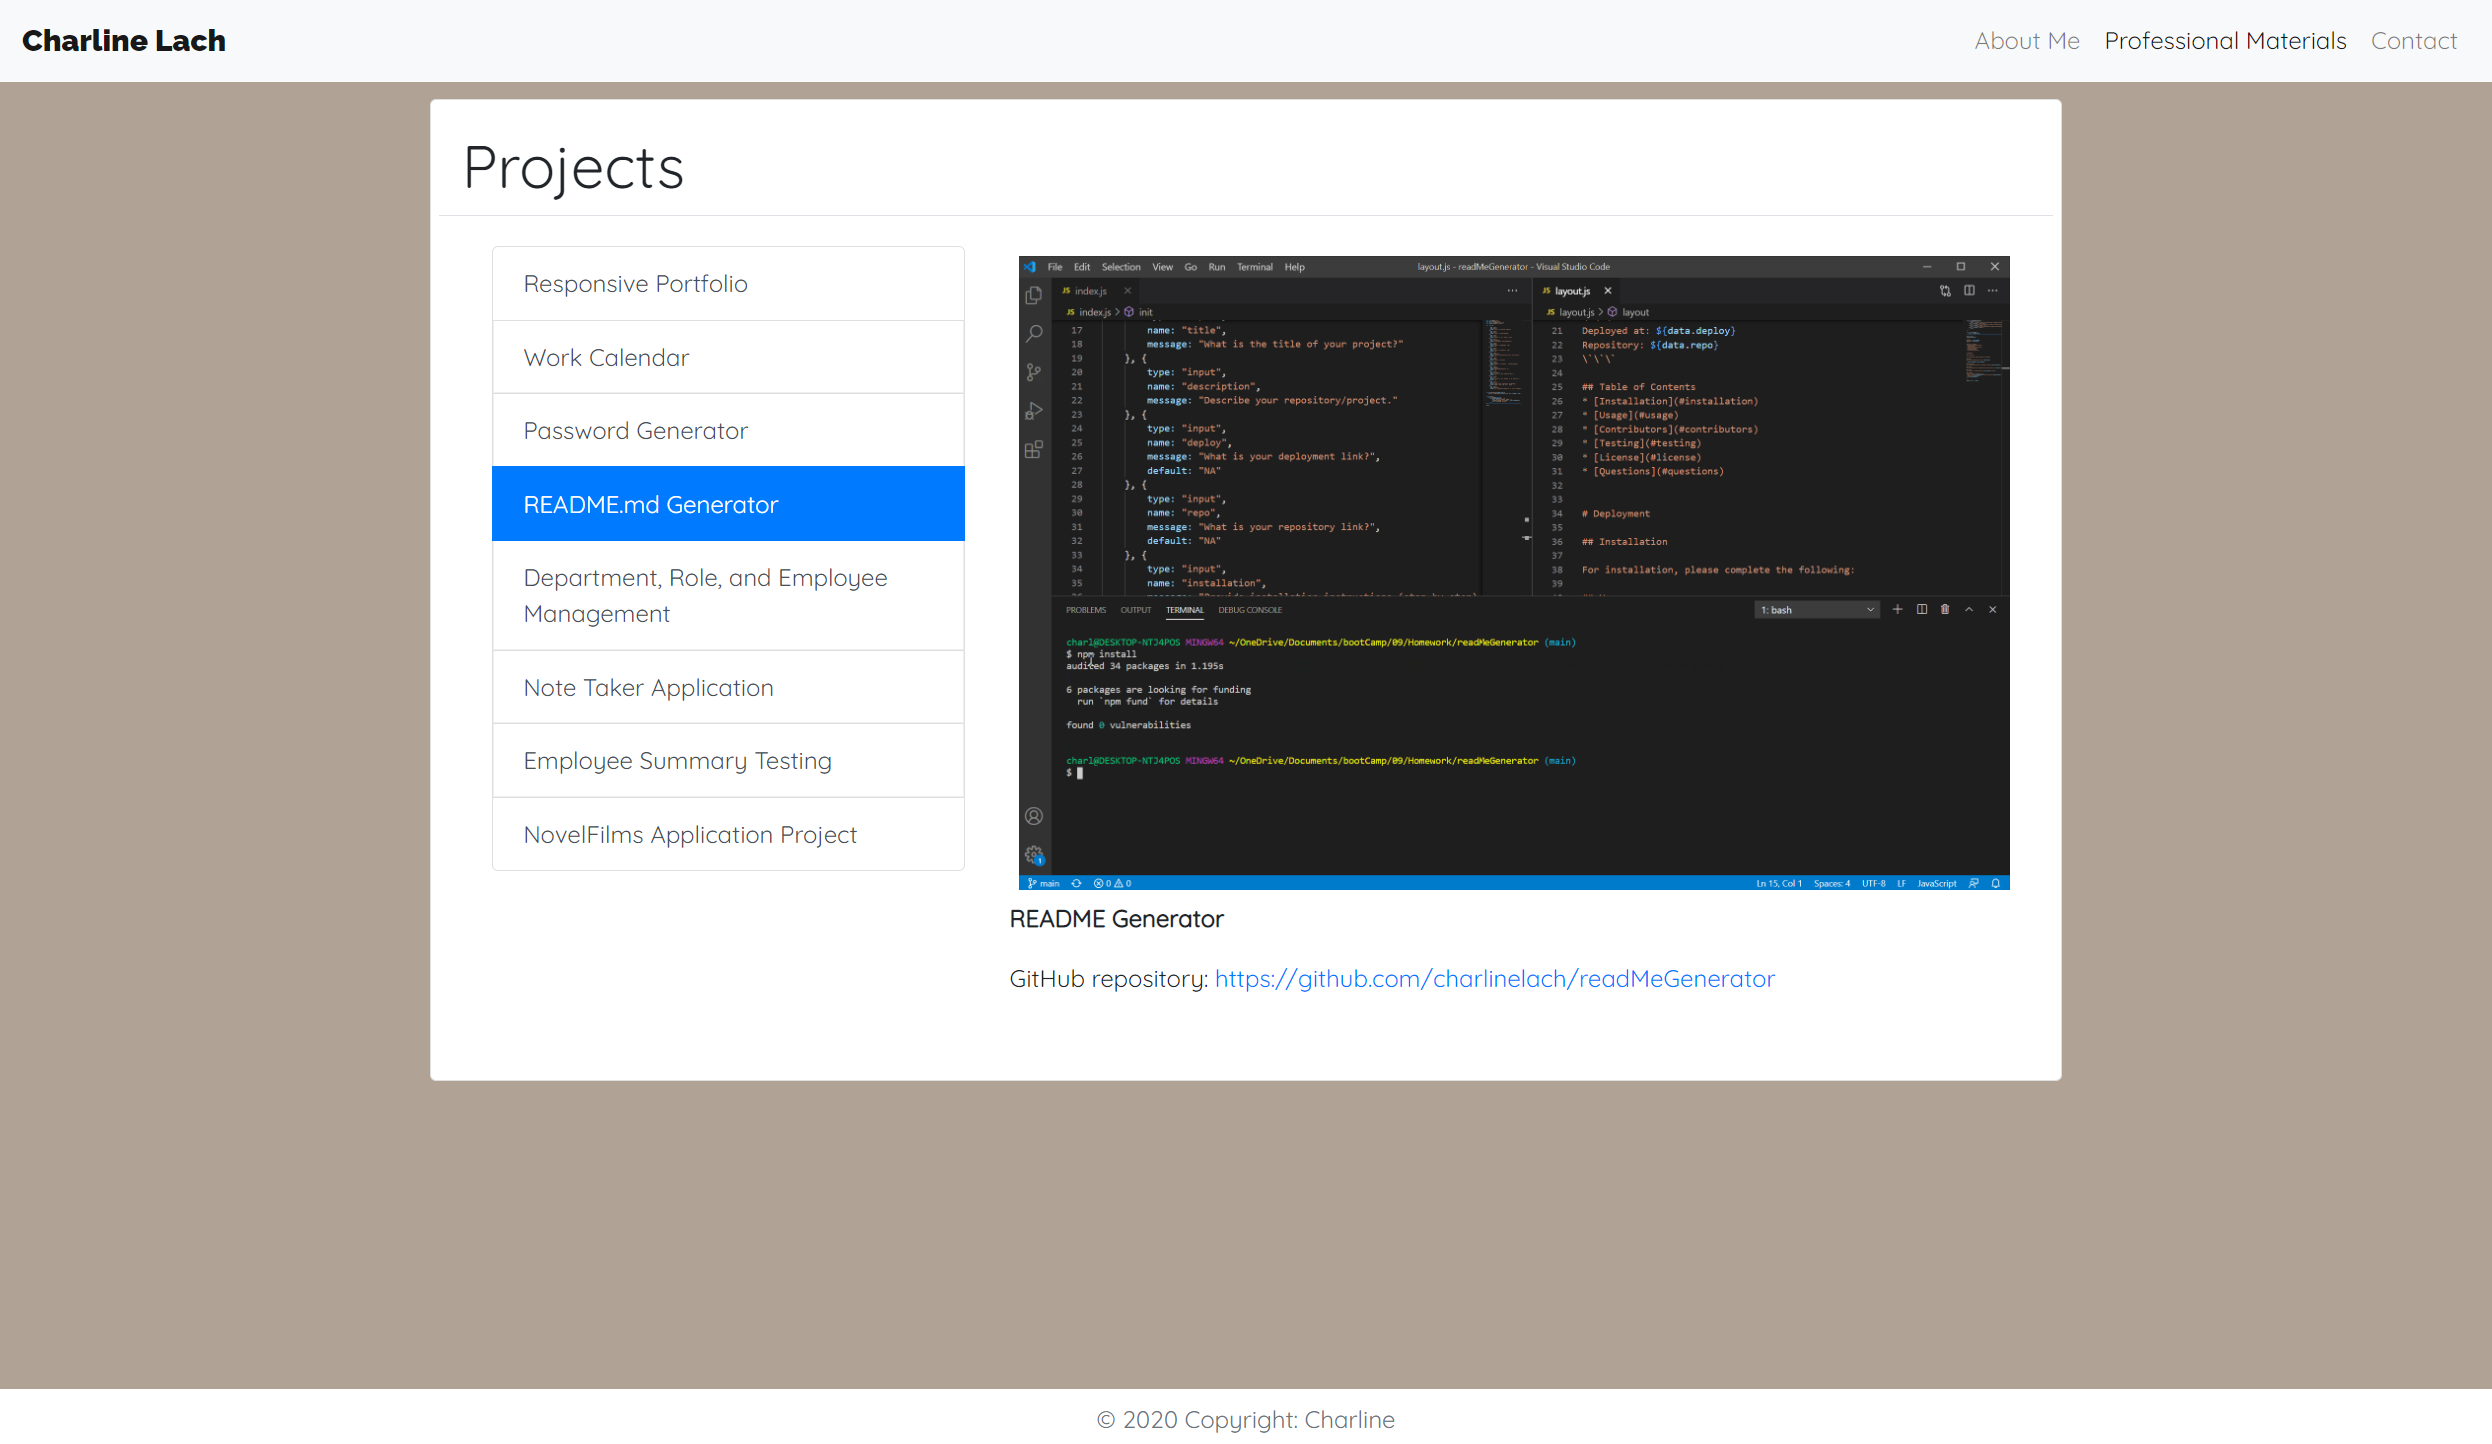 Charline Lach
About Me Professional Materials Contact
Projects
Responsive Portfolio
Work Calendar
Password Generator
README.md Generator
Department, Role, and Employee
Management
Note Taker Application
Employee Summary Testing
NovelFilms Application Project
File Edit Selection View Go Run Terminal Help layout.js - readMeGenerator - Visual Studio Code
JS index.js
JS index.js > init
17 name: "title",
18 message: "What is the title of your project?"
19 }, {
20 type: "input",
21 name: "description",
22 message: "Describe your repository/project."
23 }, {
24 type: "input",
25 name: "deploy",
26 message: "What is your deployment link?",
27 default: "NA"
28 }, {
29 type: "input",
30 name: "repo",
31 message: "What is your repository link?",
32 default: "NA"
33 }, {
34 type: "input",
35 name: "installation",
JS layout.js
JS layout.js > layout
21 Deployed at: ${data.deploy}
22 Repository: ${data.repo}
23 \`\`\`
24
25 ## Table of Contents
26 * [Installation](#installation)
27 * [Usage](#usage)
28 * [Contributors](#contributors)
29 * [Testing](#testing)
30 * [License](#license)
31 * [Questions](#questions)
32
33
34 # Deployment
35
36 ## Installation
37
38 For installation, please complete the following:
39
PROBLEMS OUTPUT TERMINAL DEBUG CONSOLE 1: bash
charl@DESKTOP-NTJ4POS MINGW64 ~/OneDrive/Documents/bootCamp/09/Homework/readMeGenerator (main)
$ npm install
audited 34 packages in 1.195s
6 packages are looking for funding
run `npm fund` for details
found 0 vulnerabilities
charl@DESKTOP-NTJ4POS MINGW64 ~/OneDrive/Documents/bootCamp/09/Homework/readMeGenerator (main)
$
1
main 0 0 Ln 15, Col 1 Spaces: 4 UTF-8 LF JavaScript
README Generator
GitHub repository: https://github.com/charlinelach/readMeGenerator
© 2020 Copyright: Charline